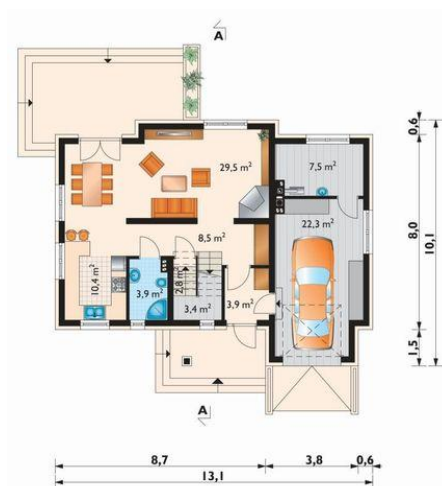 A
29,5 m²
7,5 m²
22,3 m²
8,5 m²
10,4 m²
3,9 m²
2,8 m²
3,4 m²
3,9 m²
A
0,6
8,0
10,1
1,5
8,7
3,8
0,6
13,1